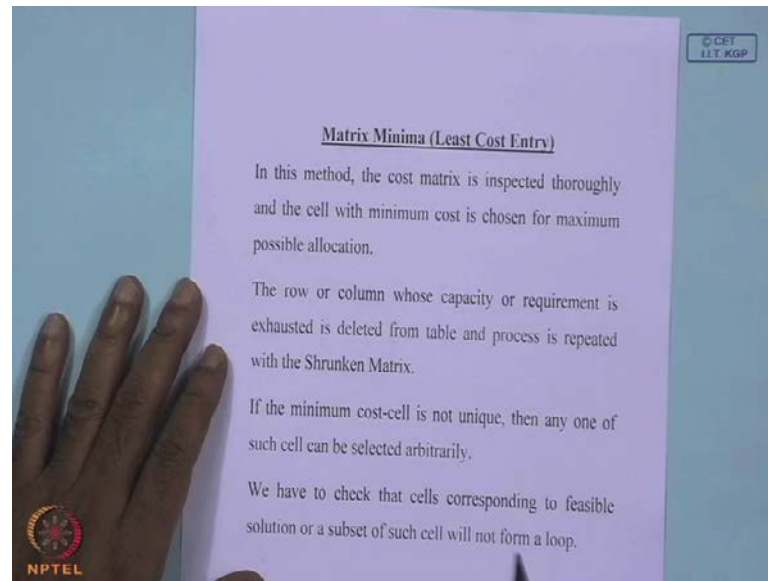 © CET
I.I.T. KGP
Matrix Minima (Least Cost Entry)
In this method, the cost matrix is inspected thoroughly
and the cell with minimum cost is chosen for maximum
possible allocation.
The row or column whose capacity or requirement is
exhausted is deleted from table and process is repeated
with the Shrunken Matrix.
If the minimum cost-cell is not unique, then any one of
such cell can be selected arbitrarily.
We have to check that cells corresponding to feasible
solution or a subset of such cell will not form a loop.
NPTEL